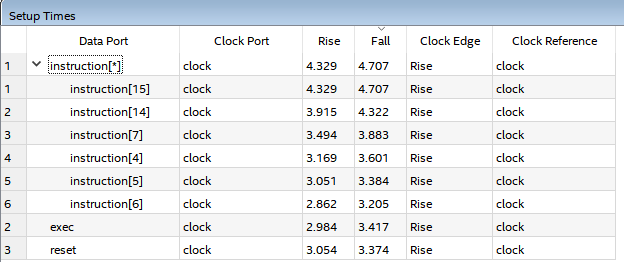 Setup Times
Data Port Clock Port Rise Fall Clock Edge Clock Reference
1 instruction[*] clock 4.329 4.707 Rise clock
1 instruction[15] clock 4.329 4.707 Rise clock
2 instruction[14] clock 3.915 4.322 Rise clock
3 instruction[7] clock 3.494 3.883 Rise clock
4 instruction[4] clock 3.169 3.601 Rise clock
5 instruction[5] clock 3.051 3.384 Rise clock
6 instruction[6] clock 2.862 3.205 Rise clock
2 exec clock 2.984 3.417 Rise clock
3 reset clock 3.054 3.374 Rise clock